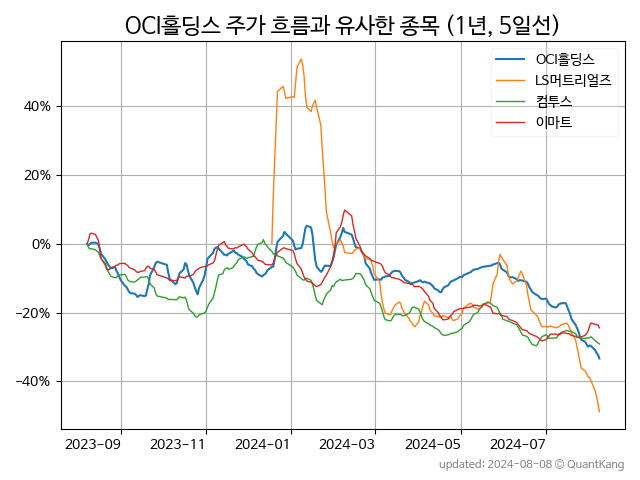 OCI홀딩스 주가 흐름과 유사한 종목 (1년, 5일선)
OCI홀딩스
LS머트리얼즈
컴투스
이마트
40%
20%
0%
−20%
−40%
2023-09 2023-11 2024-01 2024-03 2024-05 2024-07
updated: 2024-08-08 © QuantKang